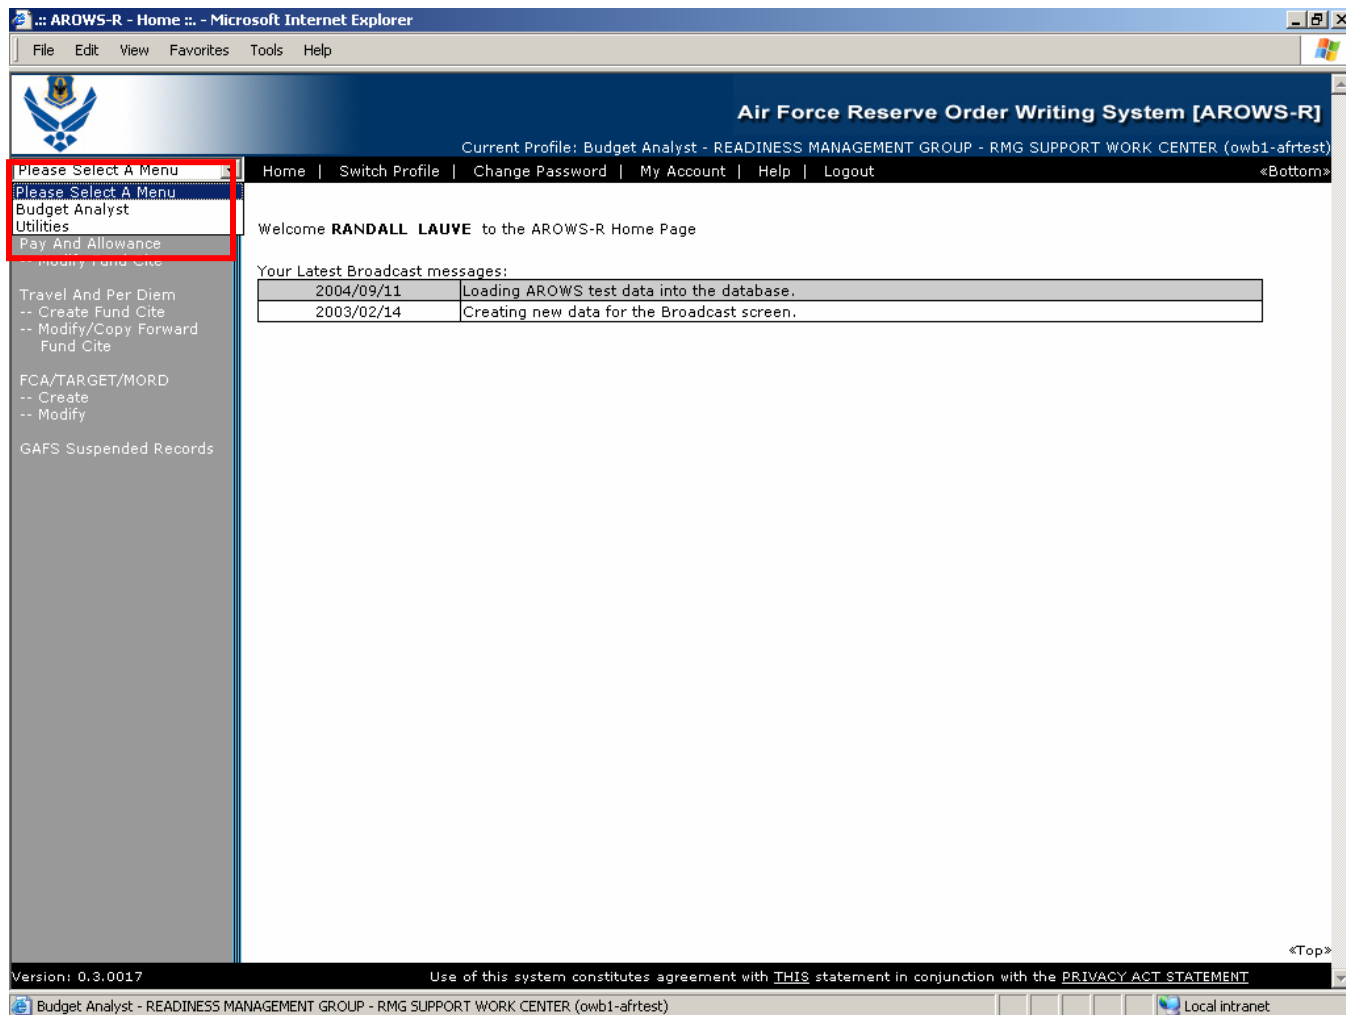 .:: AROWS-R - Home ::. - Microsoft Internet Explorer
File Edit View Favorites Tools Help
Air Force Reserve Order Writing System [AROWS-R]
Current Profile: Budget Analyst - READINESS MANAGEMENT GROUP - RMG SUPPORT WORK CENTER (owb1-afrtest)
Please Select A Menu
Home | Switch Profile | Change Password | My Account | Help | Logout
«Bottom»
Please Select A Menu
Budget Analyst
Utilities
Pay And Allowance
-- Modify Fund Cite
Travel And Per Diem
-- Create Fund Cite
-- Modify/Copy Forward
Fund Cite
FCA/TARGET/MORD
-- Create
-- Modify
GAFS Suspended Records
Welcome RANDALL LAUVE to the AROWS-R Home Page
Your Latest Broadcast messages:
2004/09/11 Loading AROWS test data into the database.
2003/02/14 Creating new data for the Broadcast screen.
«Top»
Version: 0.3.0017
Use of this system constitutes agreement with THIS statement in conjunction with the PRIVACY ACT STATEMENT
Budget Analyst - READINESS MANAGEMENT GROUP - RMG SUPPORT WORK CENTER (owb1-afrtest)
Local intranet